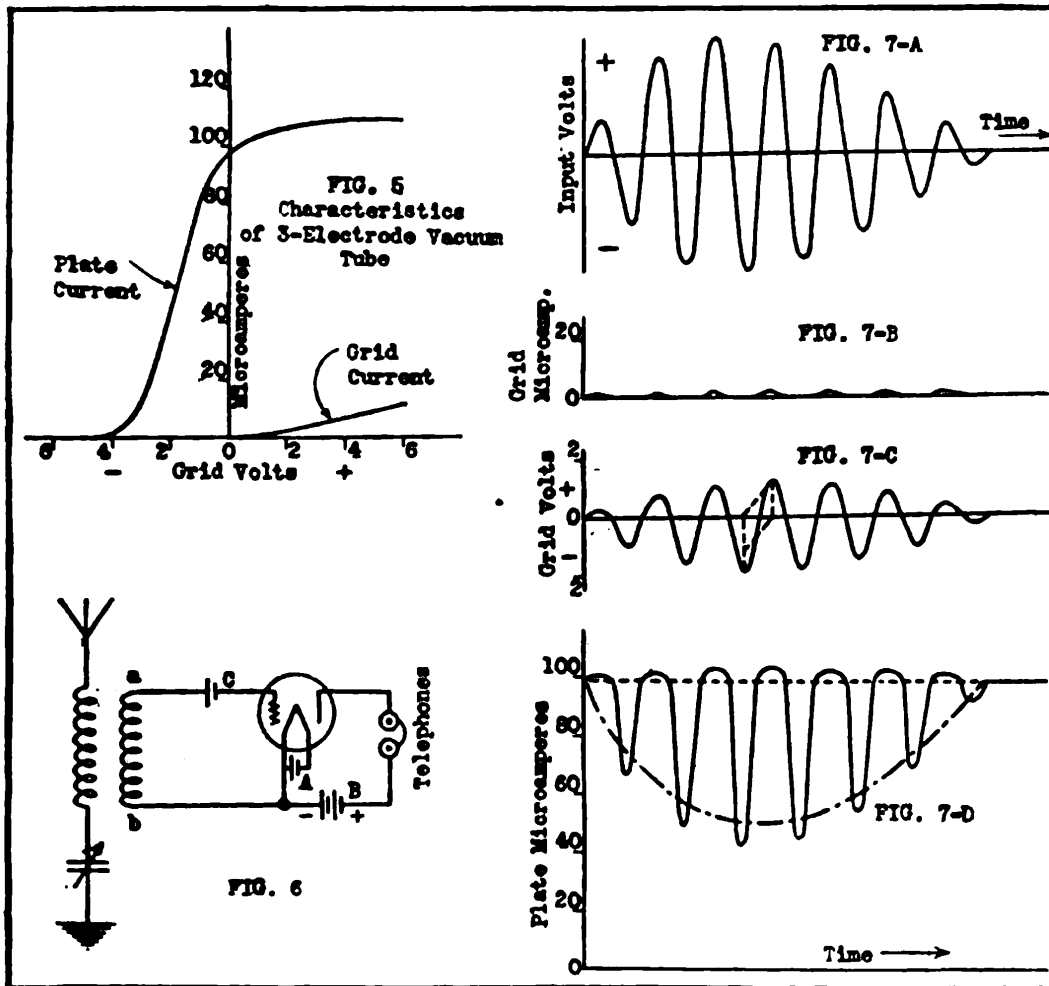 120
100
80
60
40
20
Microamperes
FIG. 5
Characteristics
of 3-Electrode Vacuum
Tube
Plate
Current
Grid
Current
6 4 2 0 2 4 6
- Grid Volts +
a
C
A
B
- +
b
Telephones
FIG. 6
FIG. 7-A
+
Input Volts
-
Time
FIG. 7-B
Grid
Microamp.
20
0
FIG. 7-C
Grid Volts
2
+
0
-
2
FIG. 7-D
Plate Microamperes
100
80
60
40
20
0
Time